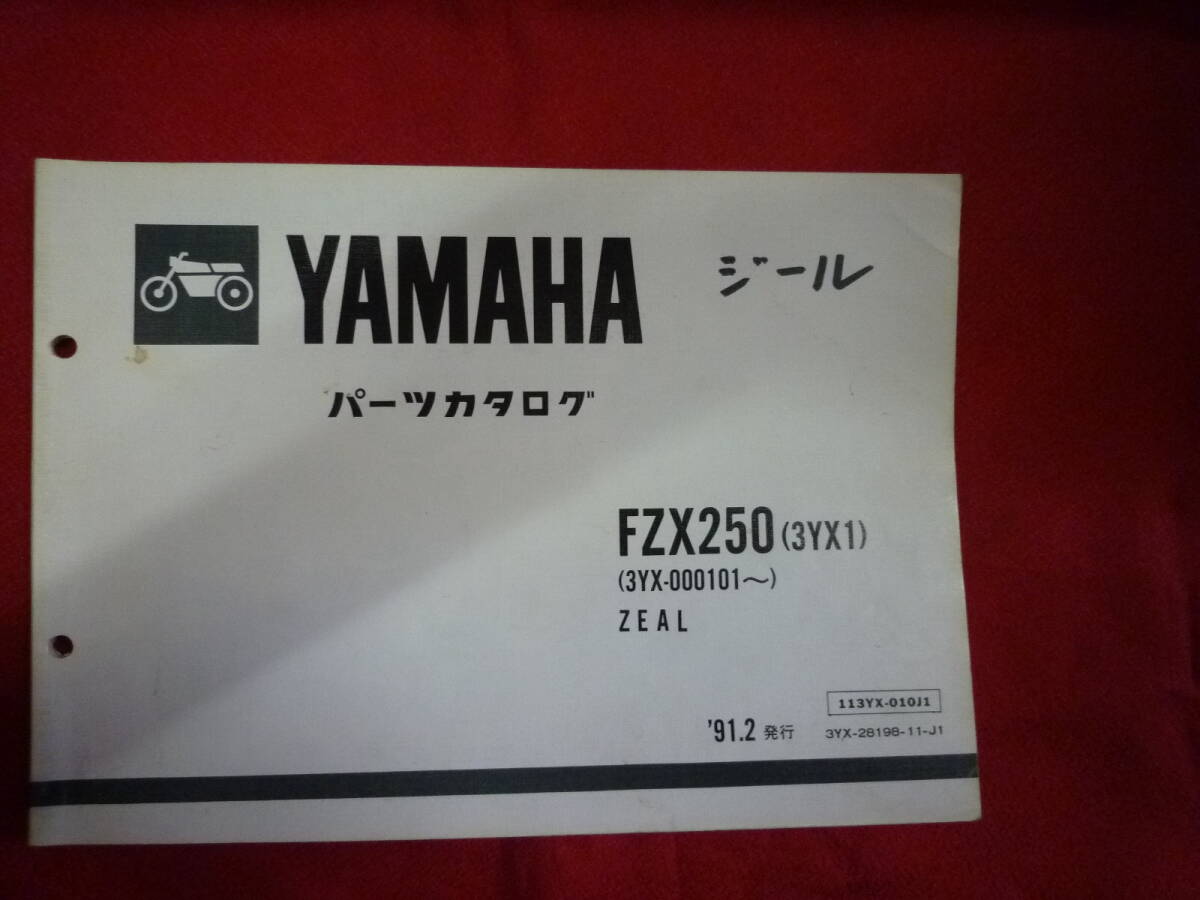 YAMAHA ジール
パーツカタログ
FZX250 (3YX1)
(3YX-000101〜)
ZEAL
113YX-010J1
'91.2 発行 3YX-28198-11-J1